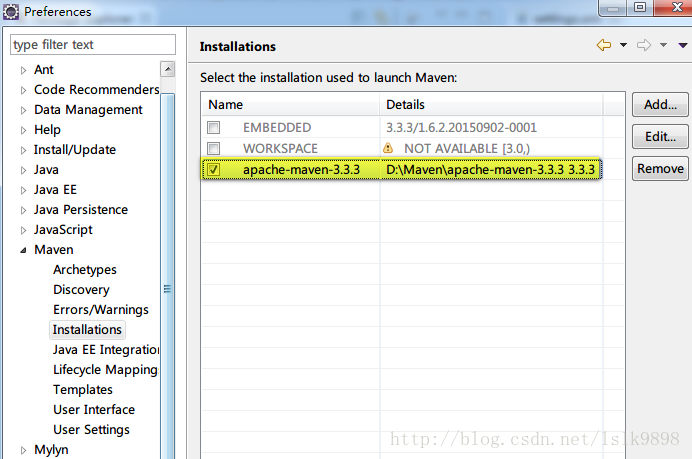 Preferences
type filter text
Ant
Code Recommenders
Data Management
Help
Install/Update
Java
Java EE
Java Persistence
JavaScript
Maven
Archetypes
Discovery
Errors/Warnings
Installations
Java EE Integration
Lifecycle Mapping
Templates
User Interface
User Settings
Mylyn
Installations
Select the installation used to launch Maven:
Name Details
EMBEDDED 3.3.3/1.6.2.20150902-0001
WORKSPACE NOT AVAILABLE [3.0,)
apache-maven-3.3.3 D:\Maven\apache-maven-3.3.3 3.3.3
Add...
Edit...
Remove
http://blog.csdn.net/lslk9898